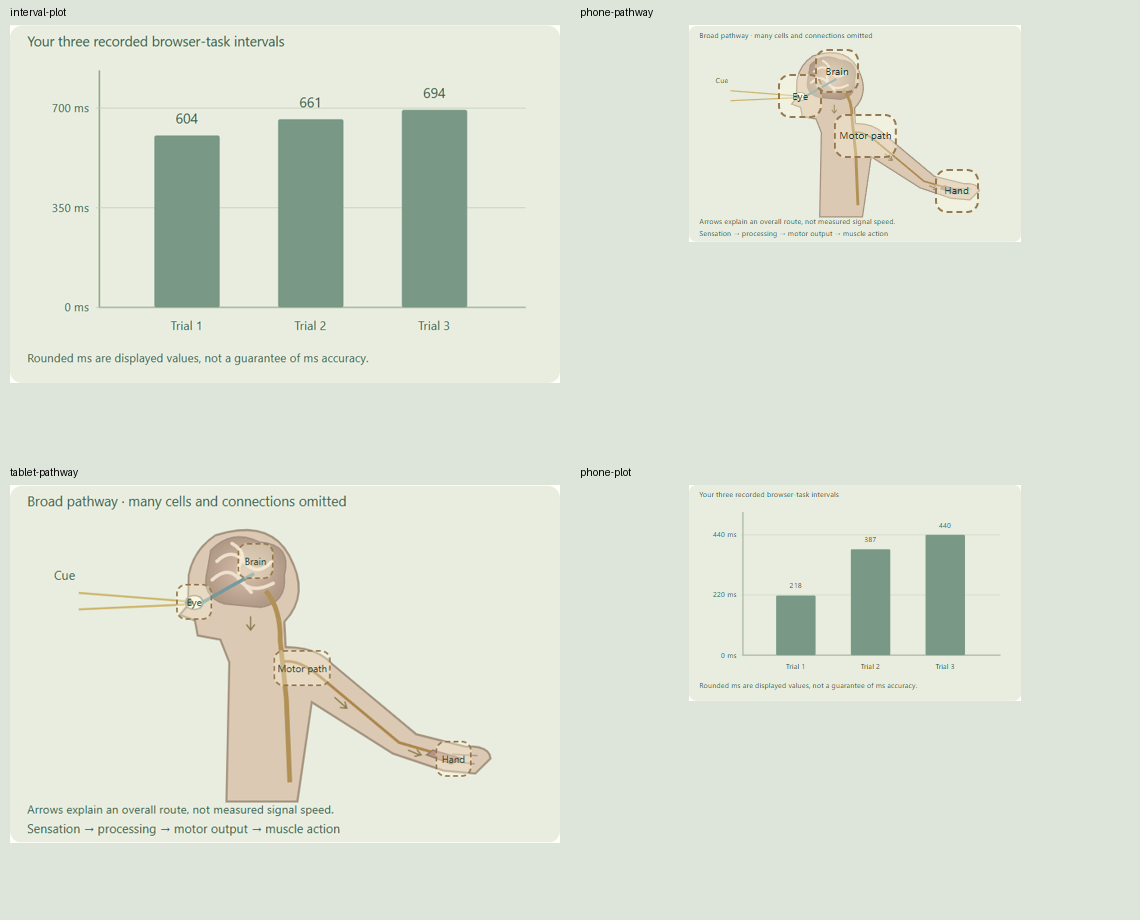 interval-plot
Your three recorded browser-task intervals
700 ms
350 ms
0 ms
604
661
694
Trial 1
Trial 2
Trial 3
Rounded ms are displayed values, not a guarantee of ms accuracy.
phone-pathway
Broad pathway · many cells and connections omitted
Cue
Brain
Eye
Motor path
Hand
Arrows explain an overall route, not measured signal speed.
Sensation → processing → motor output → muscle action
tablet-pathway
Broad pathway · many cells and connections omitted
Cue
Brain
Eye
Motor path
Hand
Arrows explain an overall route, not measured signal speed.
Sensation → processing → motor output → muscle action
phone-plot
Your three recorded browser-task intervals
440 ms
220 ms
0 ms
218
387
440
Trial 1
Trial 2
Trial 3
Rounded ms are displayed values, not a guarantee of ms accuracy.